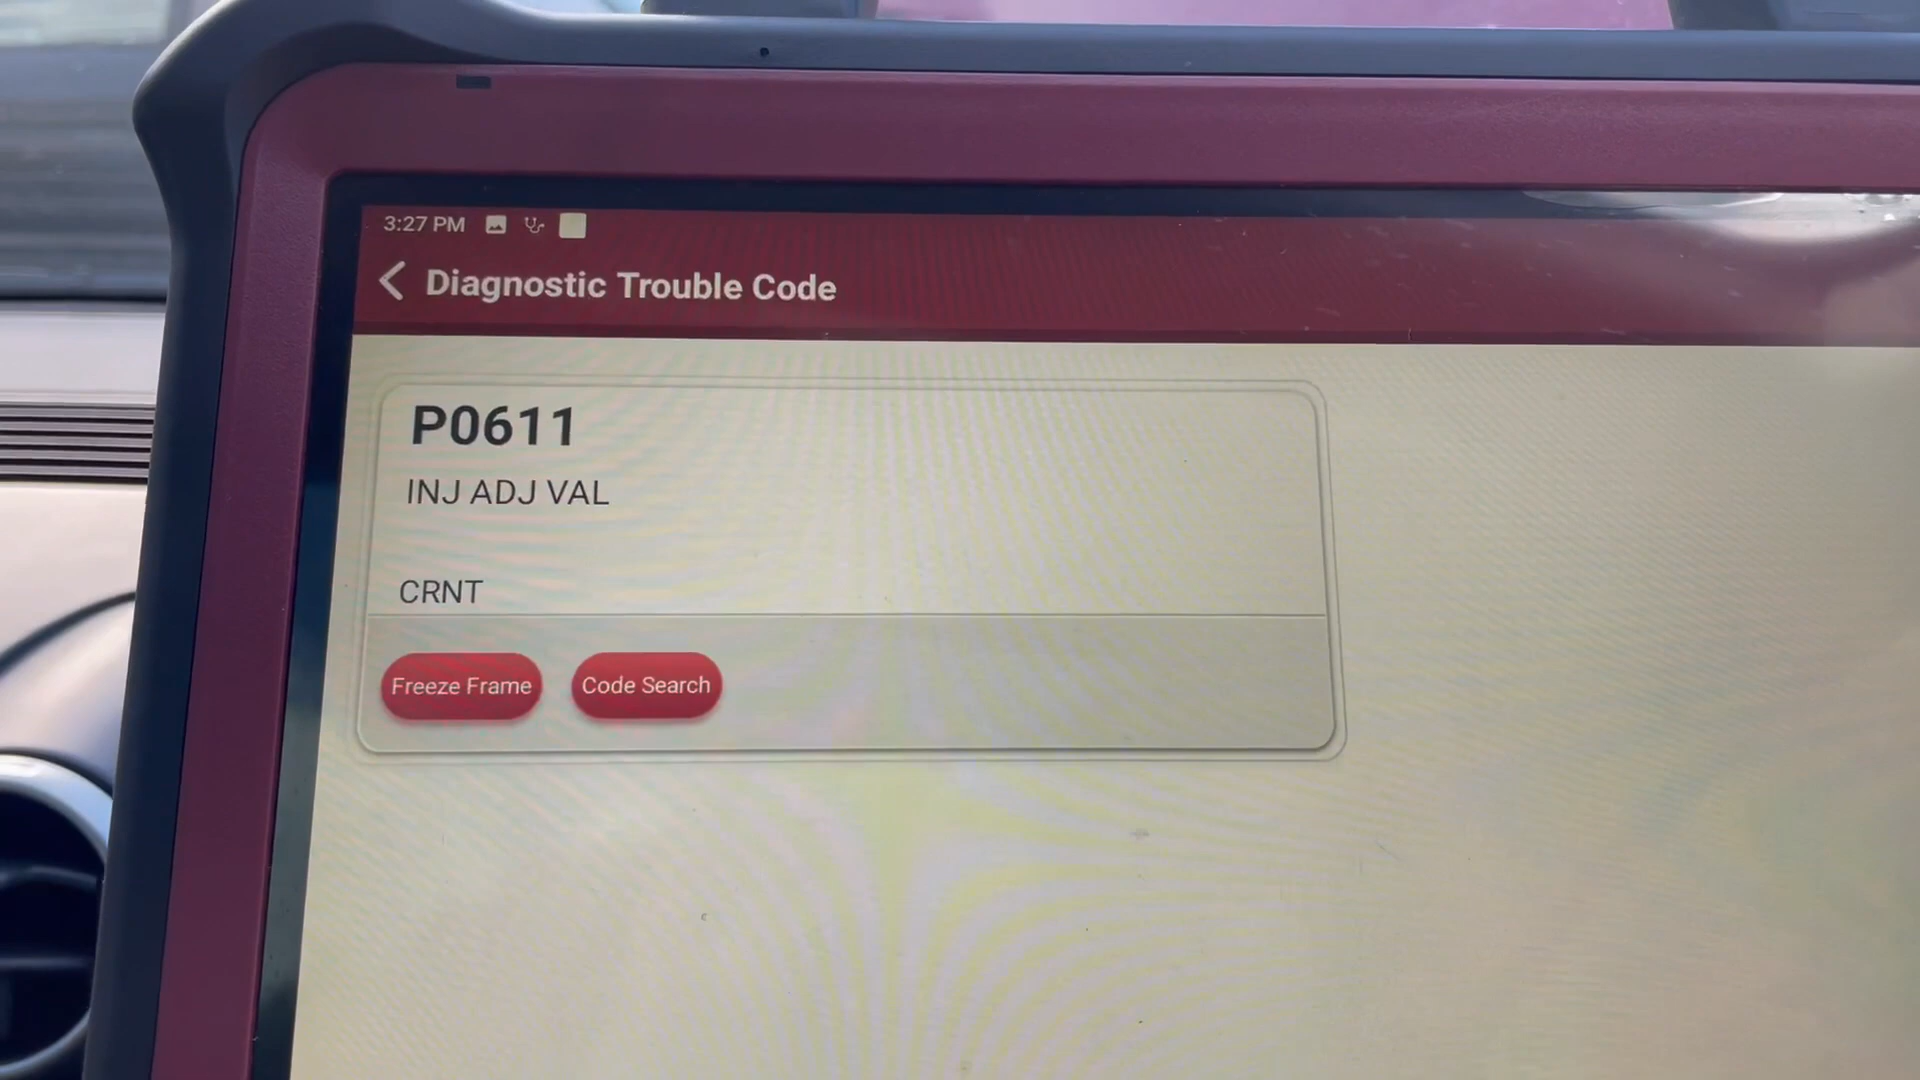 3:27 PM
Diagnostic Trouble Code
P0611
INJ ADJ VAL
CRNT
Freeze Frame
Code Search